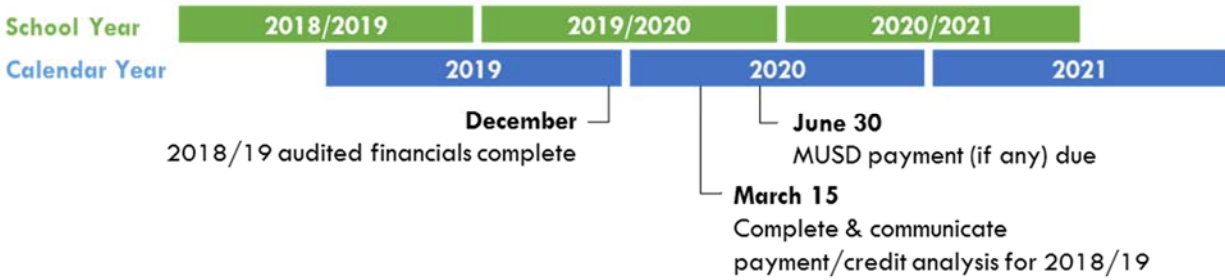 School Year 2018/2019 2019/2020 2020/2021
Calendar Year 2019 2020 2021
December
2018/19 audited financials complete
June 30
MUSD payment (if any) due
March 15
Complete & communicate
payment/credit analysis for 2018/19